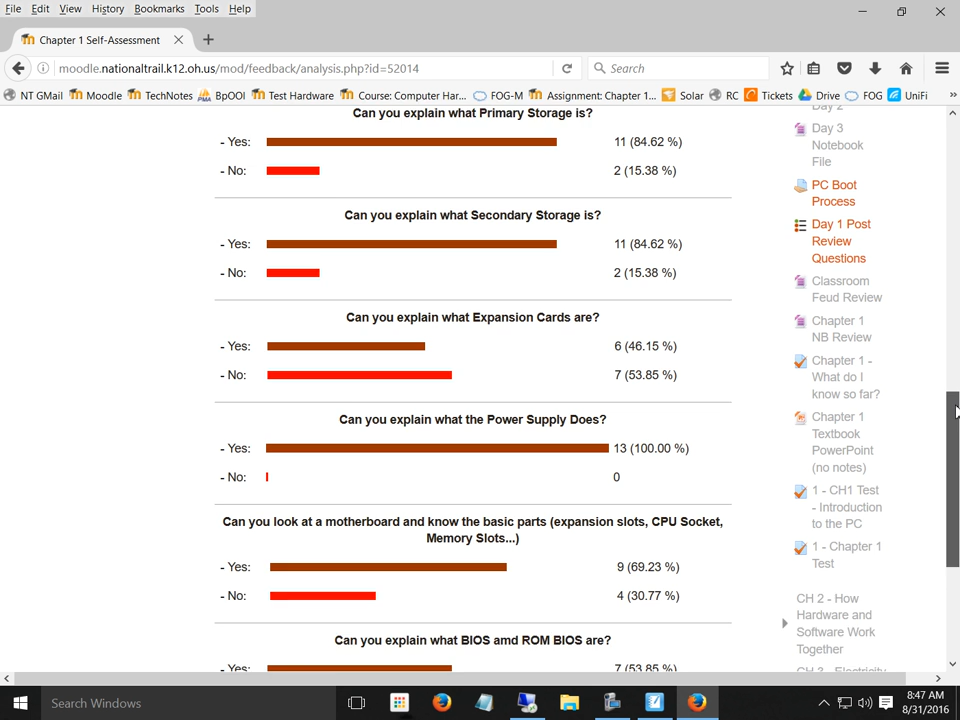 File Edit View History Bookmarks Tools Help
Chapter 1 Self-Assessment
moodle.nationaltrail.k12.oh.us/mod/feedback/analysis.php?id=52014
Search
NT GMail Moodle TechNotes BpOOl Test Hardware Course: Computer Har... FOG-M Assignment: Chapter 1... Solar RC Tickets Drive FOG UniFi »
Can you explain what Primary Storage is?
- Yes: 11 (84.62 %)
- No: 2 (15.38 %)
Can you explain what Secondary Storage is?
- Yes: 11 (84.62 %)
- No: 2 (15.38 %)
Can you explain what Expansion Cards are?
- Yes: 6 (46.15 %)
- No: 7 (53.85 %)
Can you explain what the Power Supply Does?
- Yes: 13 (100.00 %)
- No: 0
Can you look at a motherboard and know the basic parts (expansion slots, CPU Socket,
Memory Slots...)
- Yes: 9 (69.23 %)
- No: 4 (30.77 %)
Can you explain what BIOS amd ROM BIOS are?
- Yes: 7 (53.85 %)
Day 2
Day 3
Notebook
File
PC Boot
Process
Day 1 Post
Review
Questions
Classroom
Feud Review
Chapter 1
NB Review
Chapter 1 -
What do I
know so far?
Chapter 1
Textbook
PowerPoint
(no notes)
1 - CH1 Test
- Introduction
to the PC
1 - Chapter 1
Test
CH 2 - How
Hardware and
Software Work
Together
CH 3 - Electricity
Search Windows
8:47 AM
8/31/2016